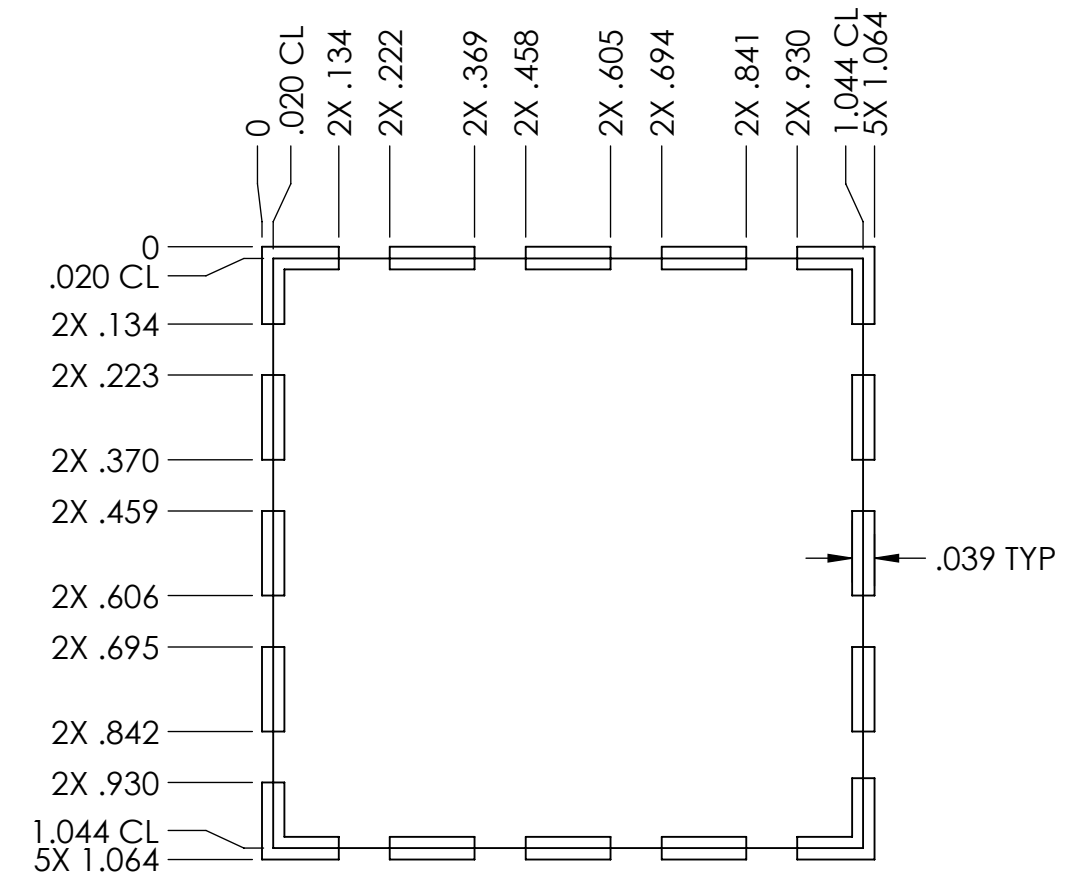 0
.020 CL
2X .134
2X .222
2X .369
2X .458
2X .605
2X .694
2X .841
2X .930
1.044 CL
5X 1.064
0
.020 CL
2X .134
2X .223
2X .370
2X .459
2X .606
2X .695
2X .842
2X .930
1.044 CL
5X 1.064
.039 TYP